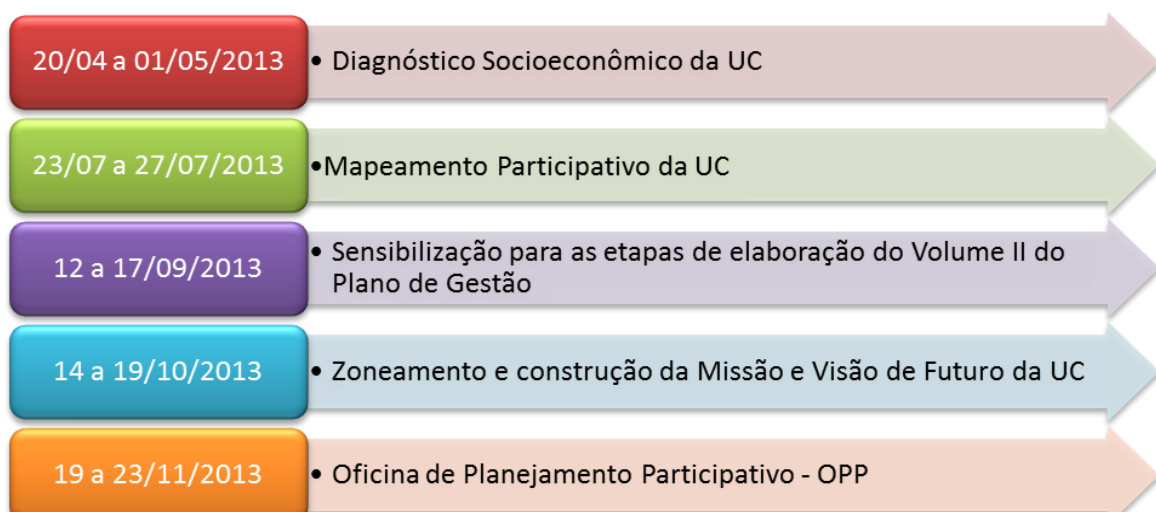 20/04 a 01/05/2013
• Diagnóstico Socioeconômico da UC
23/07 a 27/07/2013
•Mapeamento Participativo da UC
12 a 17/09/2013
• Sensibilização para as etapas de elaboração do Volume II do
Plano de Gestão
14 a 19/10/2013
• Zoneamento e construção da Missão e Visão de Futuro da UC
19 a 23/11/2013
• Oficina de Planejamento Participativo - OPP